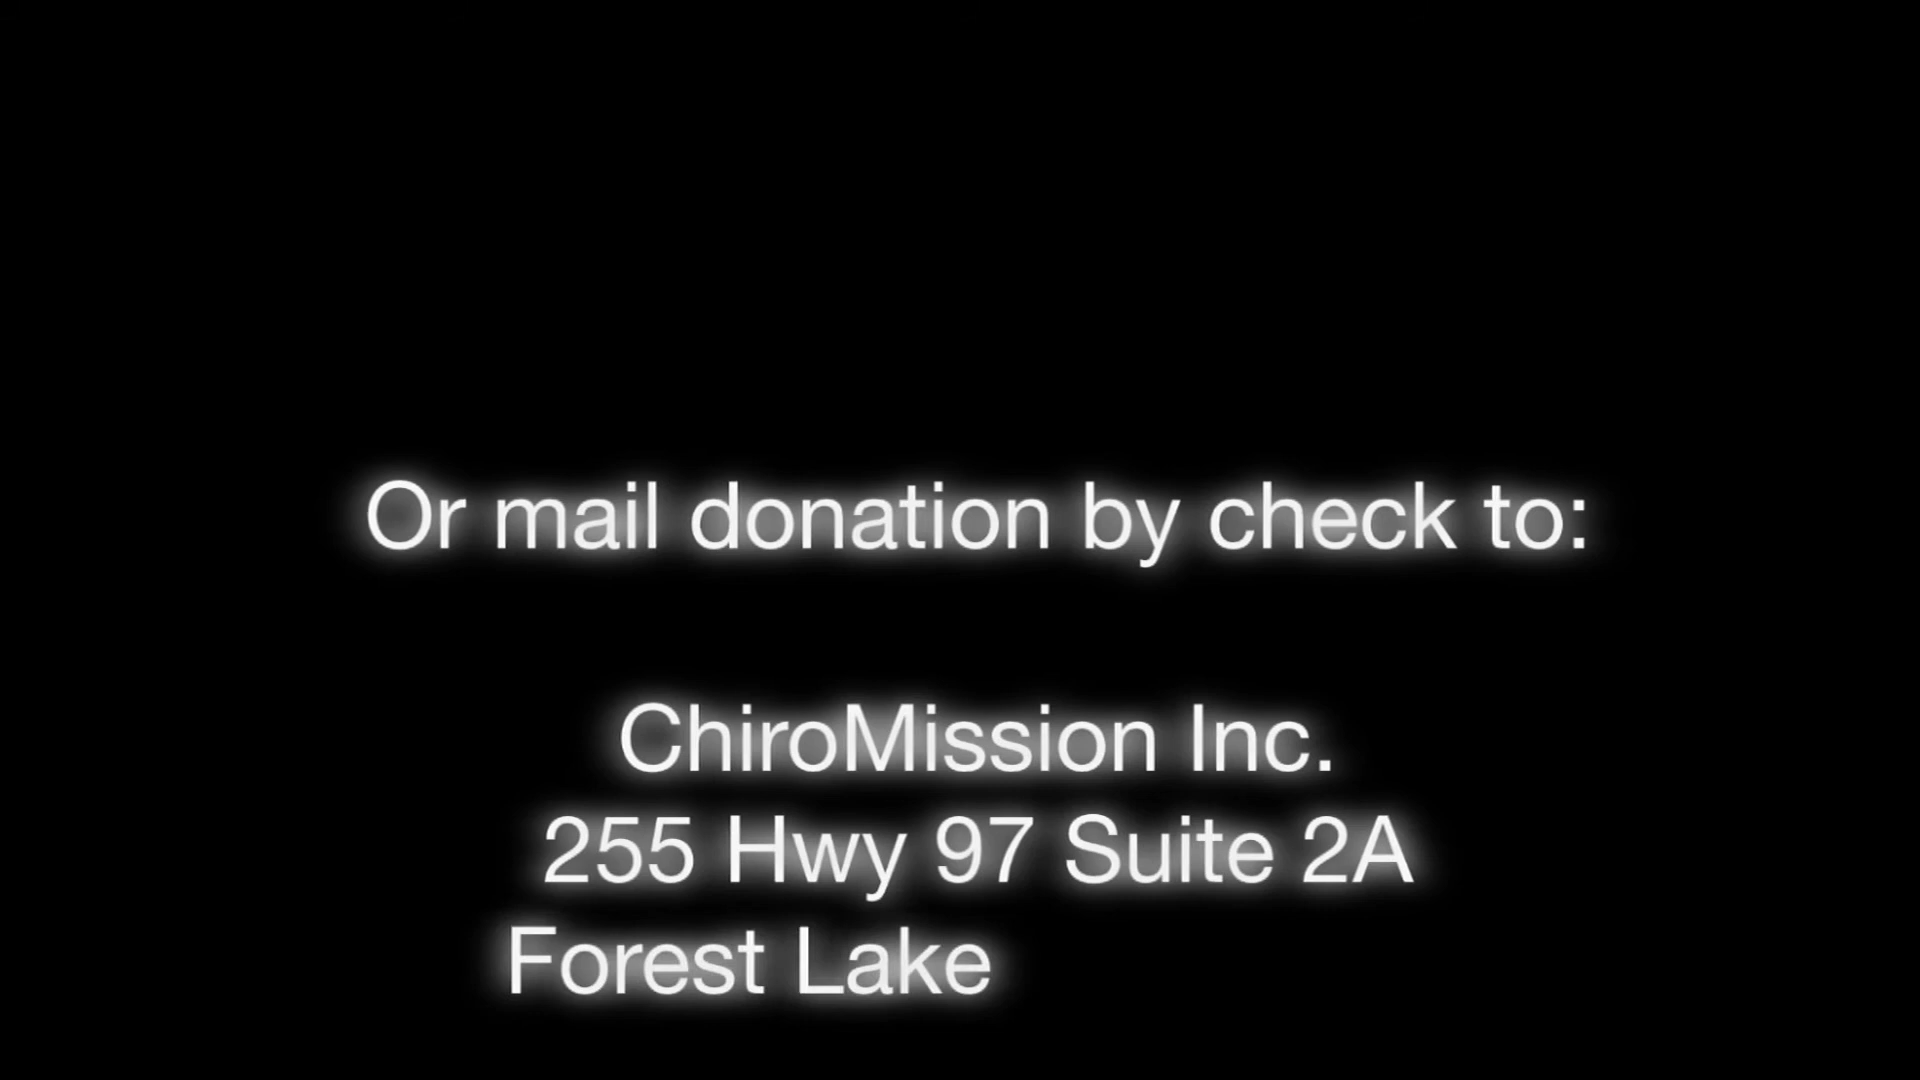 Or mail donation by check to:
ChiroMission Inc.
255 Hwy 97 Suite 2A
Forest Lake